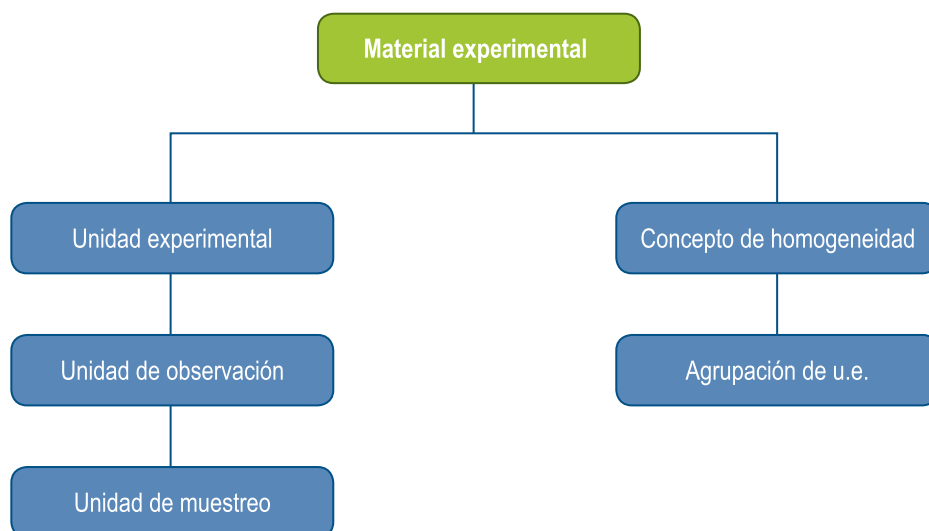 Material experimental
Unidad experimental
Concepto de homogeneidad
Unidad de observación
Agrupación de u.e.
Unidad de muestreo